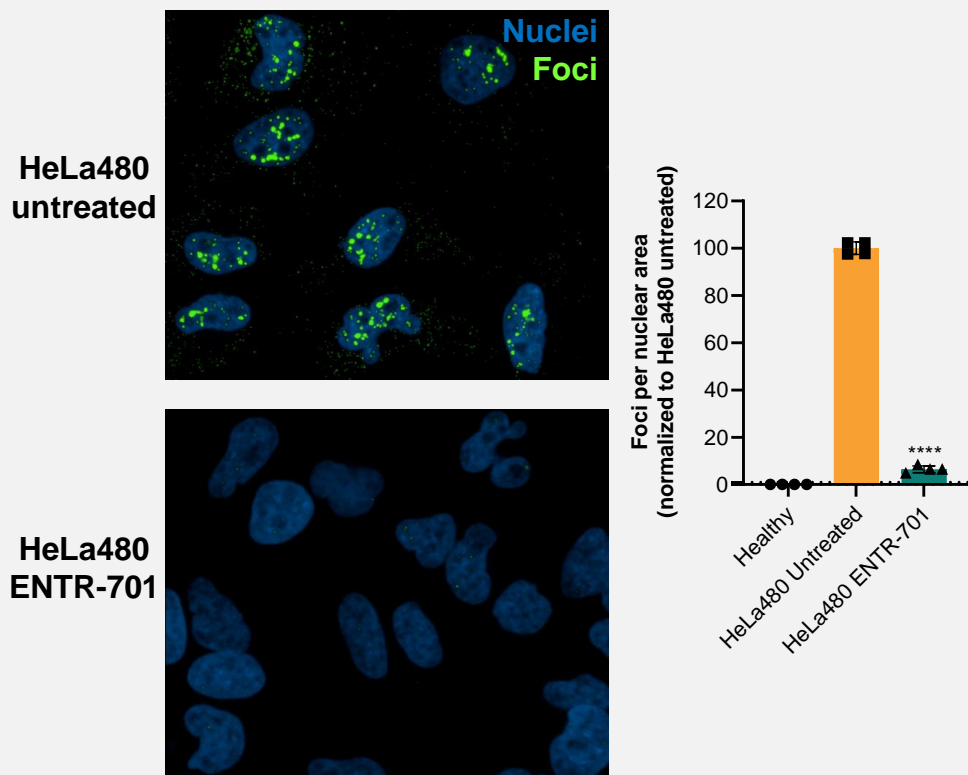 Nuclei
Foci
HeLa480
untreated
HeLa480
ENTR-701
Foci per nuclear area
(normalized to HeLa480 untreated)
120
100
80
60
40
20
0
****
Healthy
HeLa480 Untreated
HeLa480 ENTR-701